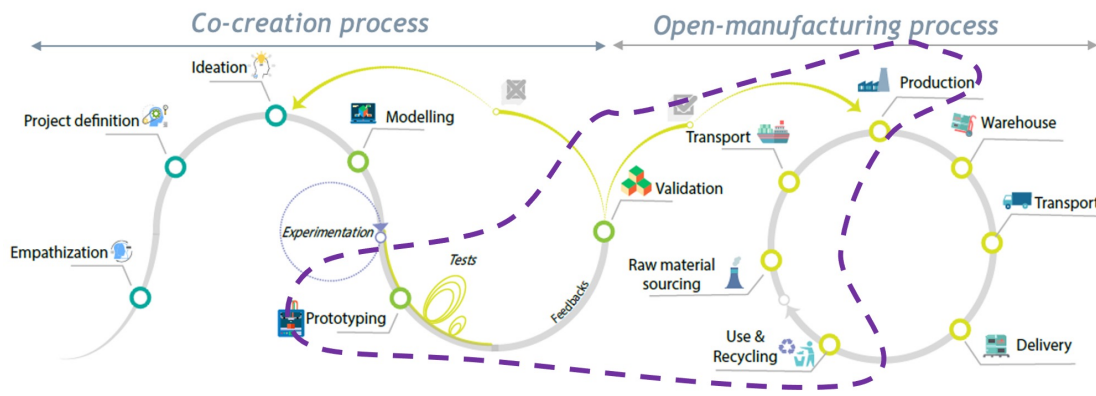 Co-creation process
Open-manufacturing process
Ideation
Project definition
Modelling
Empathization
Experimentation
Tests
Prototyping
Feedbacks
Validation
Production
Transport
Warehouse
Transport
Raw material
sourcing
Use &
Recycling
Delivery